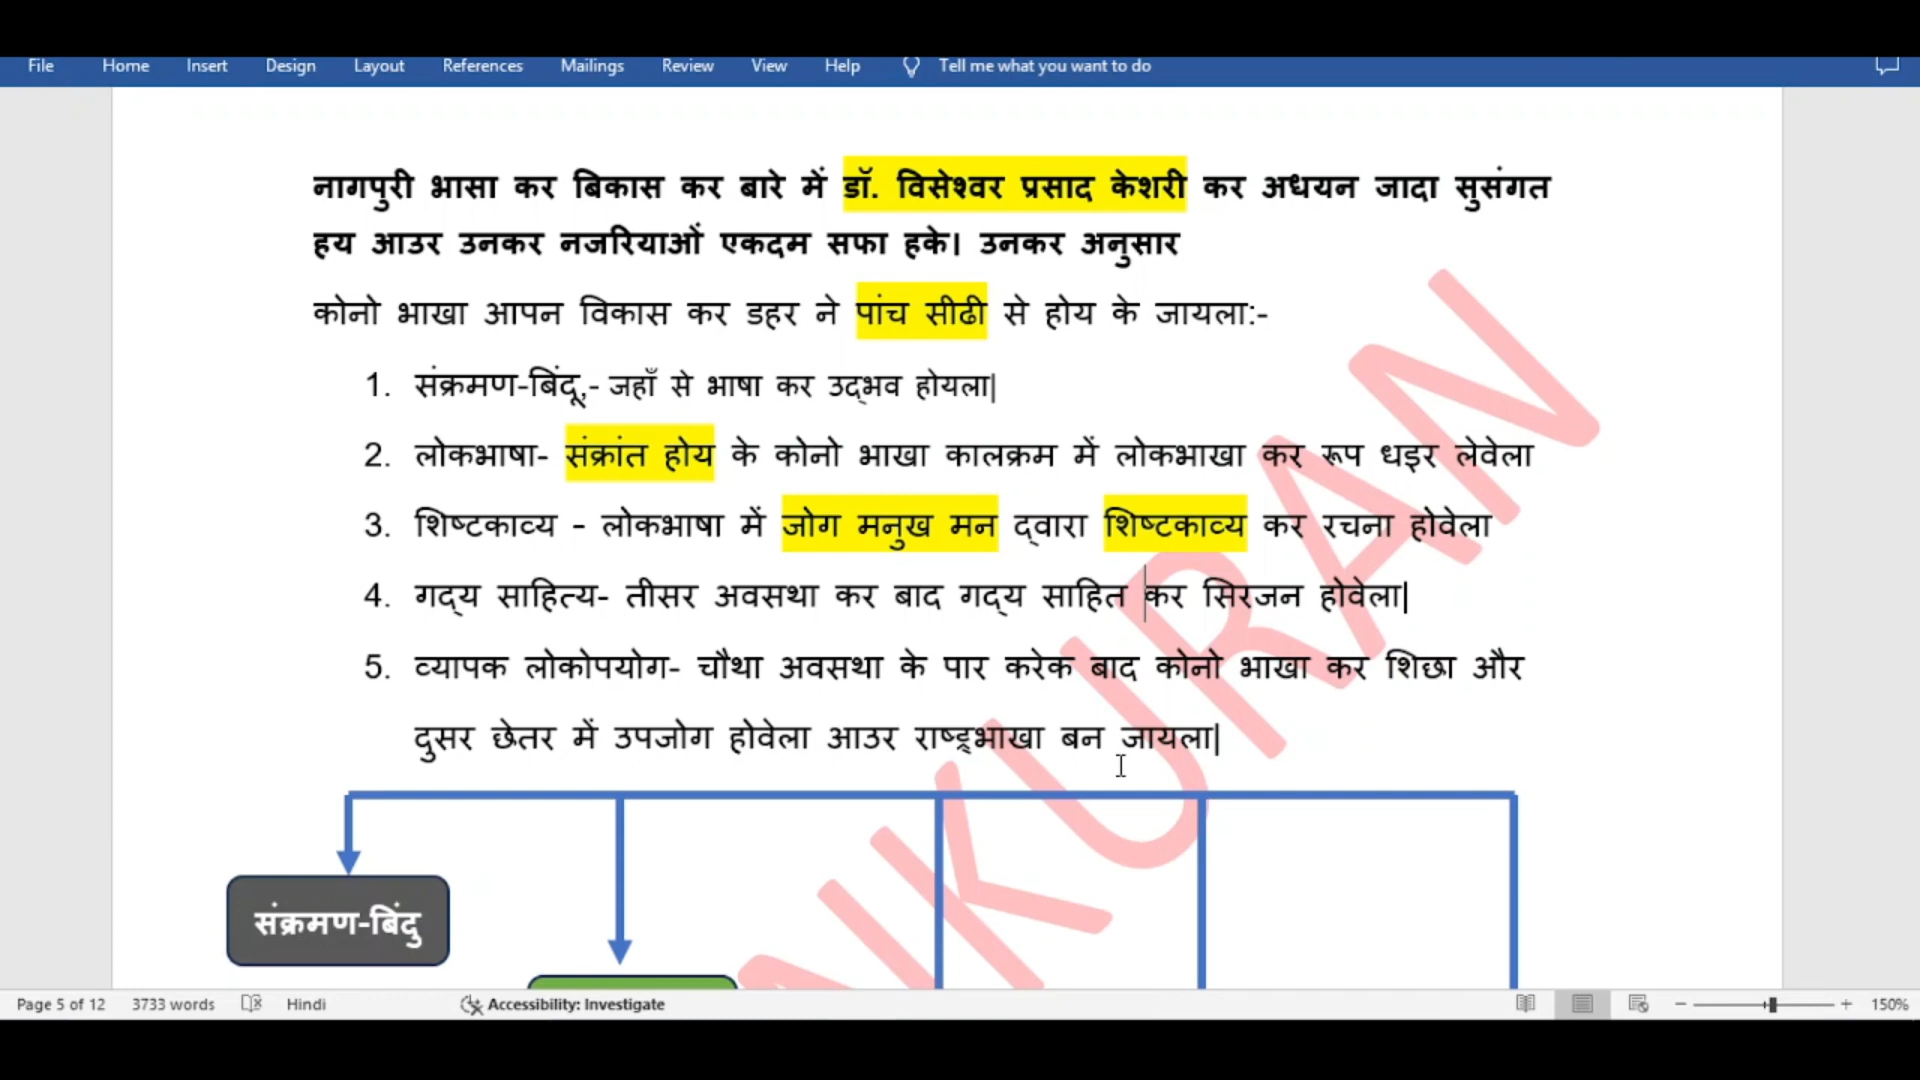 File Home Insert Design Layout References Mailings Review View Help Tell me what you want to do
नागपुरी भासा कर बिकास कर बारे में डॉ. विसेश्वर प्रसाद केशरी कर अधयन जादा सुसंगत
हय आउर उनकर नजरियाओं एकदम सफा हके। उनकर अनुसार
कोनो भाखा आपन विकास कर डहर ने पांच सीढी से होय के जायला:-
1. संक्रमण-बिंदू,- जहाँ से भाषा कर उद्भव होयला|
2. लोकभाषा- संक्रांत होय के कोनो भाखा कालक्रम में लोकभाखा कर रूप धइर लेवेला
3. शिष्टकाव्य - लोकभाषा में जोग मनुख मन द्वारा शिष्टकाव्य कर रचना होवेला
4. गद्य साहित्य- तीसर अवसथा कर बाद गद्य साहित कर सिरजन होवेला|
5. व्यापक लोकोपयोग- चौथा अवसथा के पार करेक बाद कोनो भाखा कर शिछा और
दुसर छेतर में उपजोग होवेला आउर राष्ड्र्भाखा बन जायला|
संक्रमण-बिंदु
ANKURAN
Page 5 of 12 3733 words Hindi Accessibility: Investigate 150%